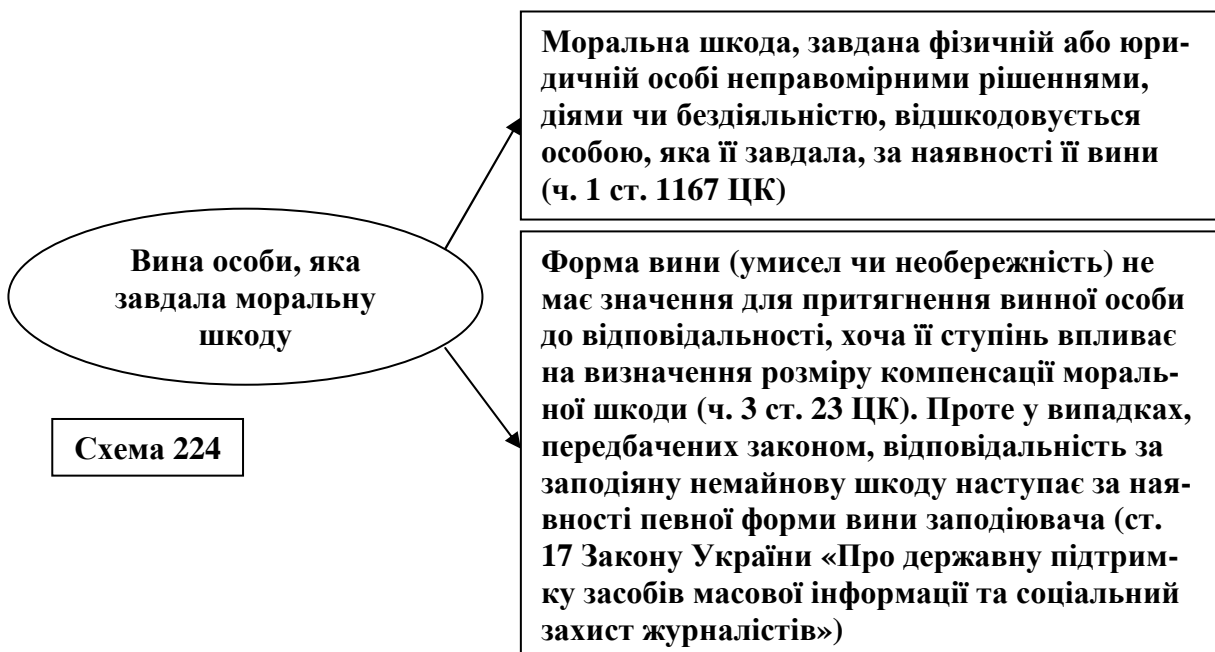 Моральна шкода, завдана фізичній або юри-
дичній особі неправомірними рішеннями,
діями чи бездіяльністю, відшкодовується
особою, яка її завдала, за наявності її вини
(ч. 1 ст. 1167 ЦК)
Вина особи, яка
завдала моральну
шкоду
Форма вини (умисел чи необережність) не
має значення для притягнення винної особи
до відповідальності, хоча її ступінь впливає
на визначення розміру компенсації мораль-
ної шкоди (ч. 3 ст. 23 ЦК). Проте у випадках,
передбачених законом, відповідальність за
заподіяну немайнову шкоду наступає за ная-
вності певної форми вини заподіювача (ст.
17 Закону України «Про державну підтрим-
ку засобів масової інформації та соціальний
захист журналістів»)
Схема 224